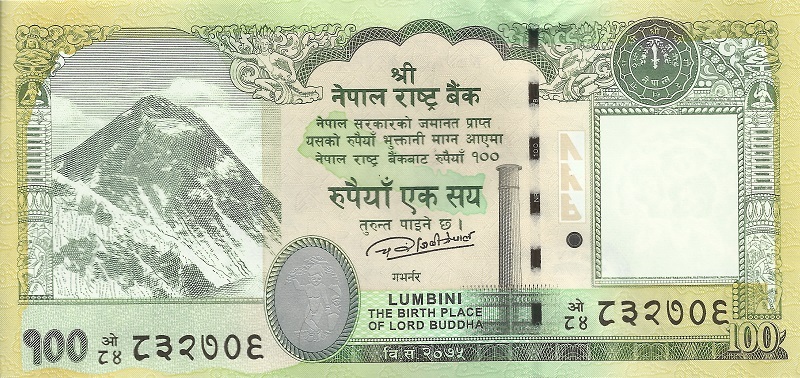 श्री
नेपाल राष्ट्र बैंक
नेपाल सरकारको जमानत प्राप्त
यसको रुपैयाँ भुक्तानी माग्न आएमा
नेपाल राष्ट्र बैंकबाट रुपैयाँ १००
रुपैयाँ एक सय
तुरुन्त पाइने छ।
गभर्नर
LUMBINI
THE BIRTH PLACE
OF LORD BUDDHA
१००
ओ
८४ ८३२७०६
ओ
८४ ८३२७०६
100
वि.सं २०७५